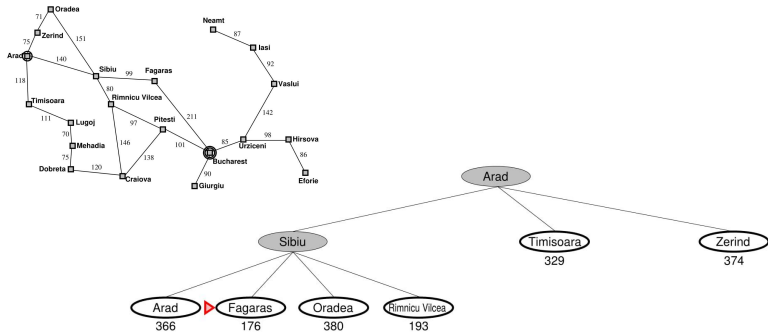 71 Oradea
Neamt
87
Zerind
75
151
Iasi
Arad
140
92
Sibiu 99 Fagaras
118
Vaslui
80
Timisoara Rimnicu Vilcea
142
111 Lugoj 97 Pitesti 211
70
98 Hirsova
146 101 85 Urziceni
Mehadia 138
75
86
Bucharest
120
Dobreta
90
Craiova
Eforie
Giurgiu
Arad
Sibiu Timisoara Zerind
329 374
Arad Fagaras Oradea Rimnicu Vilcea
366 176 380 193